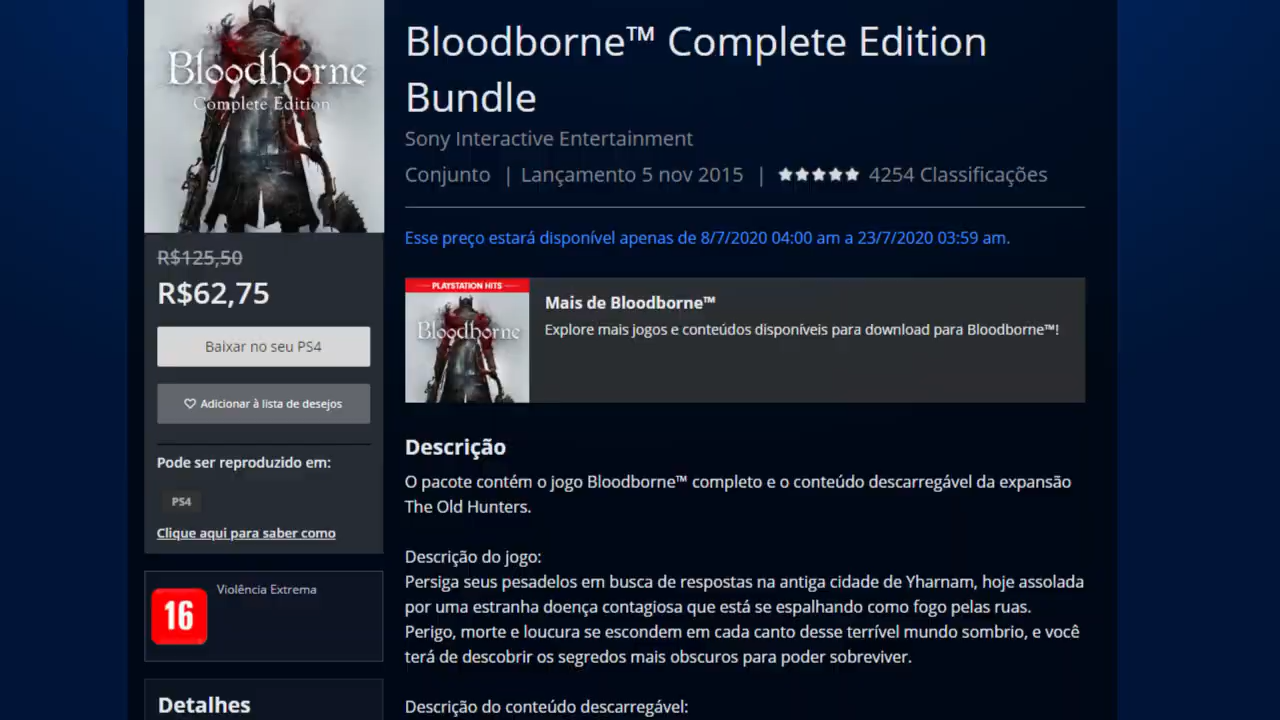 Bloodborne
Complete Edition
R$125,50
R$62,75
Baixar no seu PS4
Adicionar à lista de desejos
Pode ser reproduzido em:
PS4
Clique aqui para saber como
16
Violência Extrema
Detalhes
Bloodborne™ Complete Edition
Bundle
Sony Interactive Entertainment
Conjunto | Lançamento 5 nov 2015 | ★★★★★ 4254 Classificações
Esse preço estará disponível apenas de 8/7/2020 04:00 am a 23/7/2020 03:59 am.
PLAYSTATION HITS
Bloodborne
Mais de Bloodborne™
Explore mais jogos e conteúdos disponíveis para download para Bloodborne™!
Descrição
O pacote contém o jogo Bloodborne™ completo e o conteúdo descarregável da expansão
The Old Hunters.
Descrição do jogo:
Persiga seus pesadelos em busca de respostas na antiga cidade de Yharnam, hoje assolada
por uma estranha doença contagiosa que está se espalhando como fogo pelas ruas.
Perigo, morte e loucura se escondem em cada canto desse terrível mundo sombrio, e você
terá de descobrir os segredos mais obscuros para poder sobreviver.
Descrição do conteúdo descarregável: